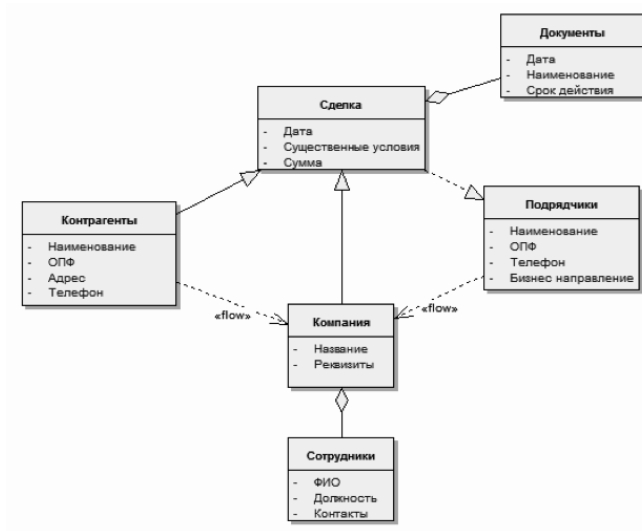 Документы
- Дата
- Наименование
- Срок действия
Сделка
- Дата
- Существенные условия
- Сумма
Контрагенты
- Наименование
- ОПФ
- Адрес
- Телефон
Подрядчики
- Наименование
- ОПФ
- Телефон
- Бизнес направление
«flow»
«flow»
Компания
- Название
- Реквизиты
Сотрудники
- ФИО
- Должность
- Контакты